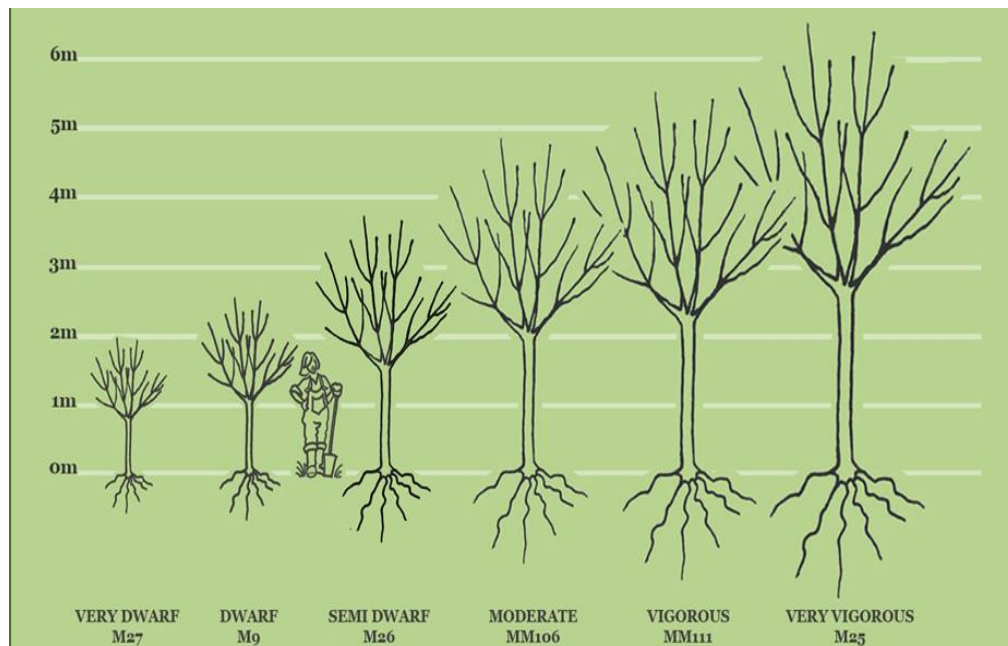 6m
5m
4m
3m
2m
1m
0m
VERY DWARF
M27
DWARF
M9
SEMI DWARF
M26
MODERATE
MM106
VIGOROUS
MM111
VERY VIGOROUS
M25